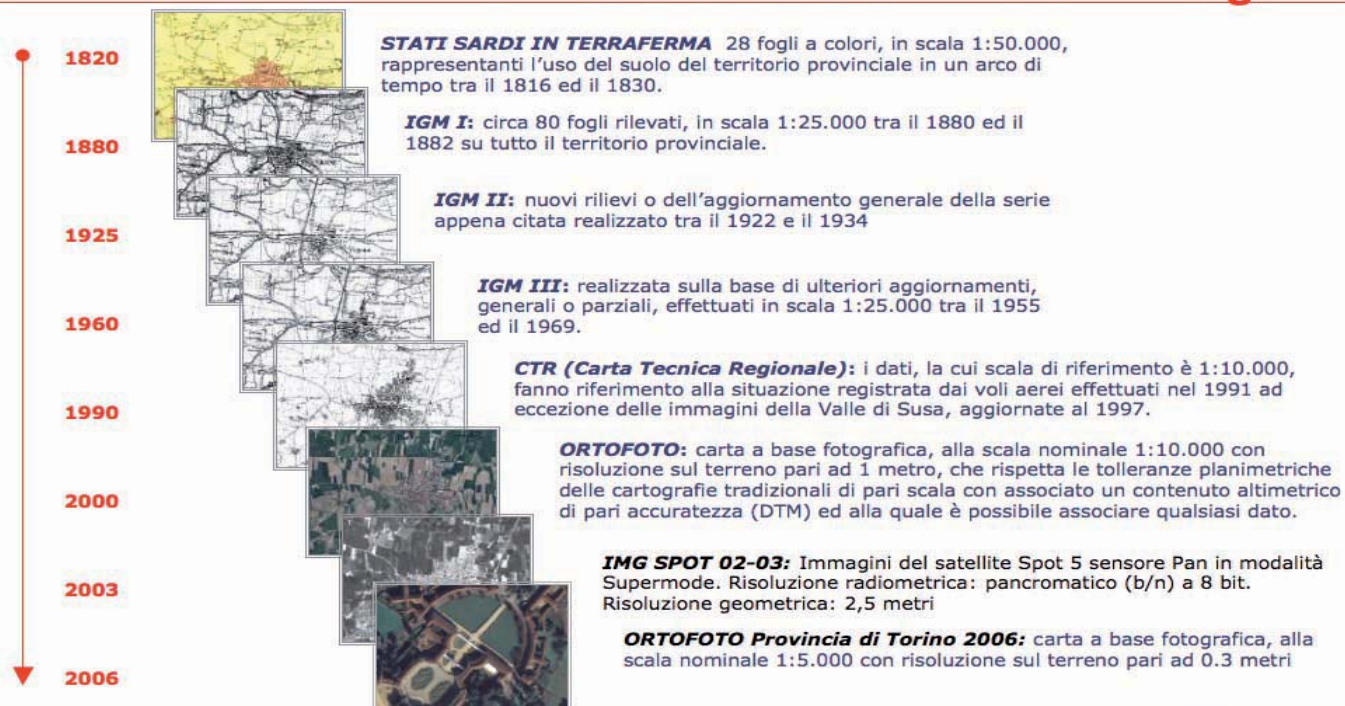 1820
STATI SARDI IN TERRAFERMA 28 fogli a colori, in scala 1:50.000,
rappresentanti l'uso del suolo del territorio provinciale in un arco di
tempo tra il 1816 ed il 1830.
1880
IGM I: circa 80 fogli rilevati, in scala 1:25.000 tra il 1880 ed il
1882 su tutto il territorio provinciale.
1925
IGM II: nuovi rilievi o dell'aggiornamento generale della serie
appena citata realizzato tra il 1922 e il 1934
1960
IGM III: realizzata sulla base di ulteriori aggiornamenti,
generali o parziali, effettuati in scala 1:25.000 tra il 1955
ed il 1969.
1990
CTR (Carta Tecnica Regionale): i dati, la cui scala di riferimento è 1:10.000,
fanno riferimento alla situazione registrata dai voli aerei effettuati nel 1991 ad
eccezione delle immagini della Valle di Susa, aggiornate al 1997.
2000
ORTOFOTO: carta a base fotografica, alla scala nominale 1:10.000 con
risoluzione sul terreno pari ad 1 metro, che rispetta le tolleranze planimetriche
delle cartografie tradizionali di pari scala con associato un contenuto altimetrico
di pari accuratezza (DTM) ed alla quale è possibile associare qualsiasi dato.
2003
IMG SPOT 02-03: Immagini del satellite Spot 5 sensore Pan in modalità
Supermode. Risoluzione radiometrica: pancromatico (b/n) a 8 bit.
Risoluzione geometrica: 2,5 metri
2006
ORTOFOTO Provincia di Torino 2006: carta a base fotografica, alla
scala nominale 1:5.000 con risoluzione sul terreno pari ad 0.3 metri